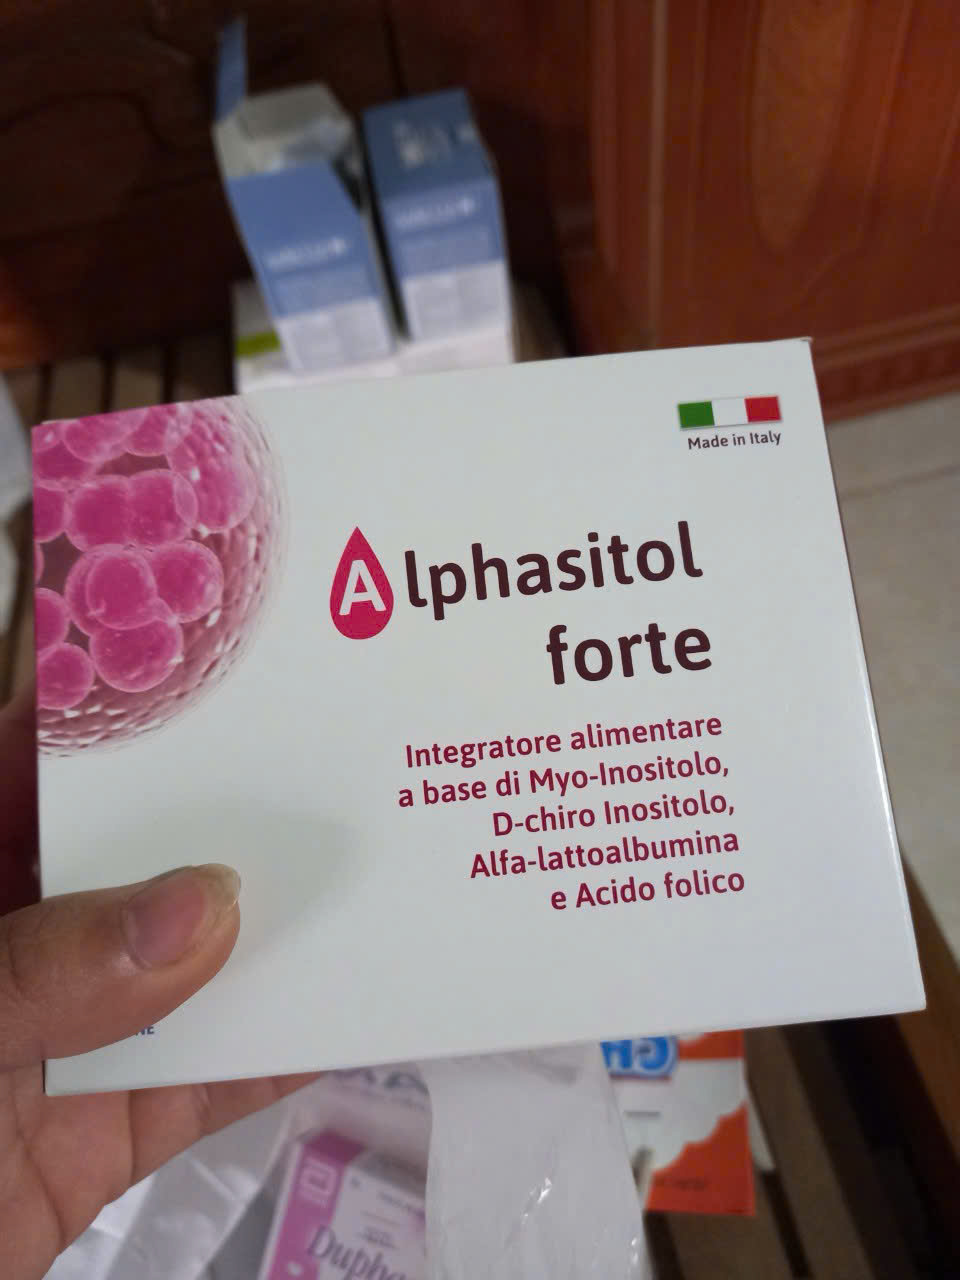 Made in Italy
Alphasitol
forte
Integratore alimentare
a base di Myo-Inositolo,
D-chiro Inositolo,
Alfa-lattoalbumina
e Acido folico